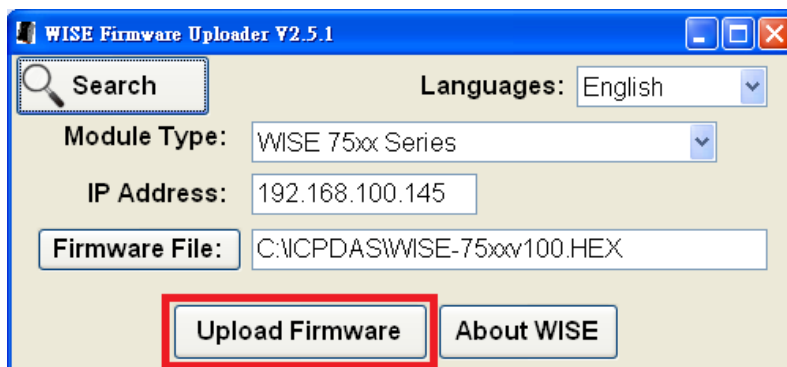 WISE Firmware Uploader V2.5.1
Search Languages: English
Module Type: WISE 75xx Series
IP Address: 192.168.100.145
Firmware File: C:\ICPDAS\WISE-75xxv100.HEX
Upload Firmware About WISE